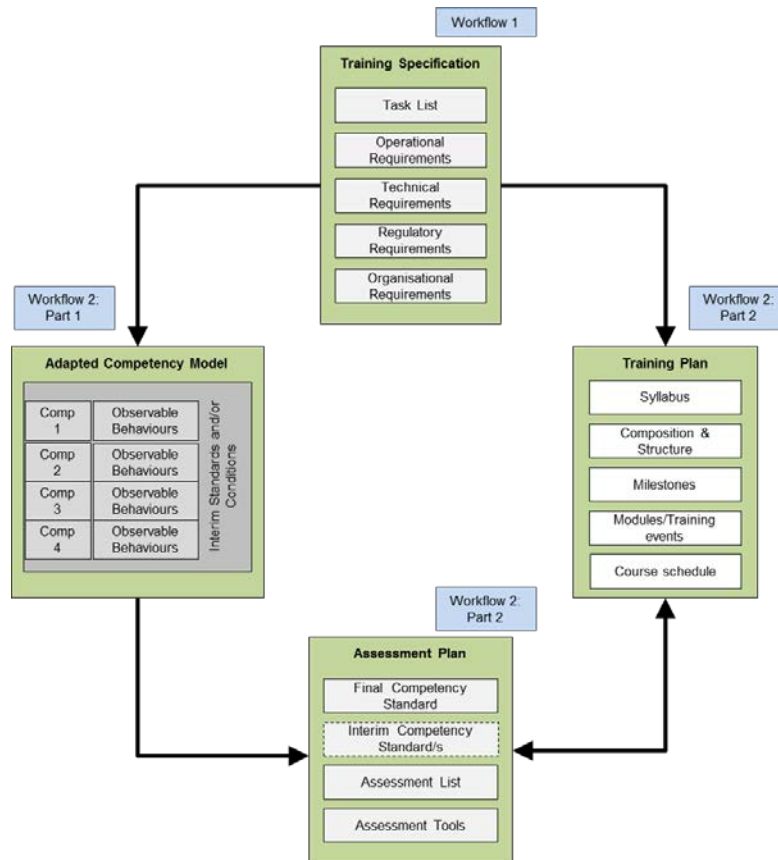 Workflow 1
Training Specification
Task List
Operational
Requirements
Technical
Requirements
Regulatory
Requirements
Organisational
Requirements
Workflow 2:
Part 1
Adapted Competency Model
Comp
1
Observable
Behaviours
Comp
2
Observable
Behaviours
Comp
3
Observable
Behaviours
Comp
4
Observable
Behaviours
Interim Standards and/or
Conditions
Workflow 2:
Part 2
Training Plan
Syllabus
Composition &
Structure
Milestones
Modules/Training
events
Course schedule
Workflow 2:
Part 2
Assessment Plan
Final Competency
Standard
Interim Competency
Standard/s
Assessment List
Assessment Tools